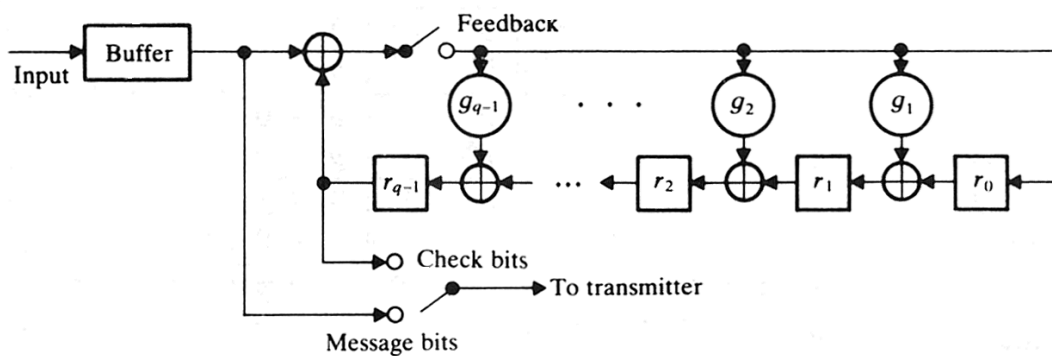 Feedback
Input
Buffer
g_{q-1}
. . .
g_2
g_1
r_{q-1}
...
r_2
r_1
r_0
Check bits
To transmitter
Message bits